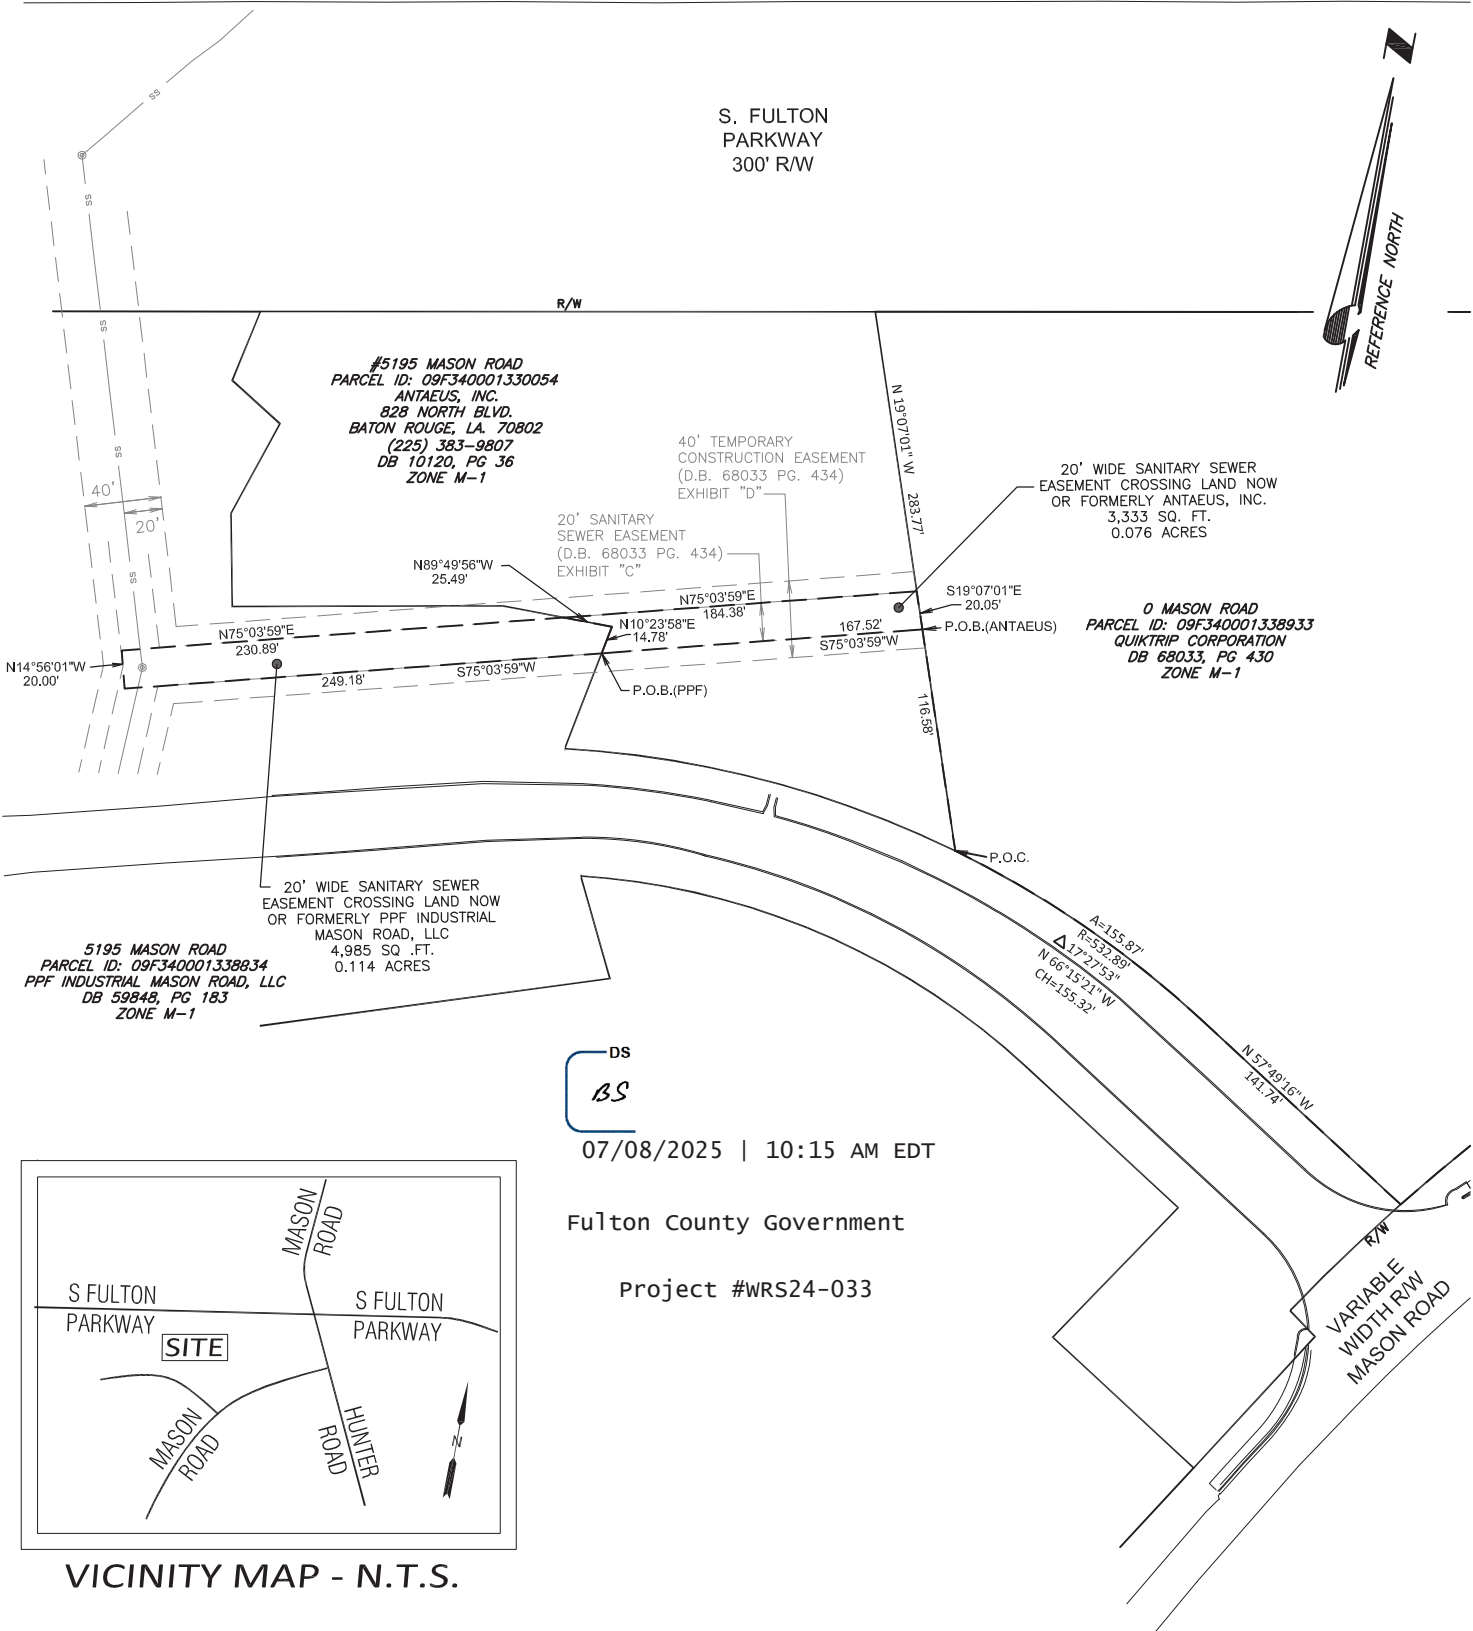 SS
S. FULTON
PARKWAY
300' R/W
N
REFERENCE NORTH
SS
SS
SS
SS
R/W
#5195 MASON ROAD
PARCEL ID: 09F340001330054
ANTAEUS, INC.
828 NORTH BLVD.
BATON ROUGE, LA. 70802
(225) 383-9807
DB 10120, PG 36
ZONE M-1
N 19°07'01" W 283.77'
40' TEMPORARY
CONSTRUCTION EASEMENT
(D.B. 68033 PG. 434)
EXHIBIT "D"
20' WIDE SANITARY SEWER
EASEMENT CROSSING LAND NOW
OR FORMERLY ANTAEUS, INC.
3,333 SQ. FT.
0.076 ACRES
40'
20'
20' SANITARY
SEWER EASEMENT
(D.B. 68033 PG. 434)
EXHIBIT "C"
N89°49'56"W
25.49'
N75°03'59"E
184.38'
S19°07'01"E
20.05'
P.O.B.(ANTAEUS)
0 MASON ROAD
PARCEL ID: 09F340001338933
QUIKTRIP CORPORATION
DB 68033, PG 430
ZONE M-1
N10°23'58"E
14.78'
167.52'
S75°03'59"W
N75°03'59"E
230.89'
N14°56'01"W
20.00'
249.18'
S75°03'59"W
P.O.B.(PPF)
116.58'
P.O.C.
20' WIDE SANITARY SEWER
EASEMENT CROSSING LAND NOW
OR FORMERLY PPF INDUSTRIAL
MASON ROAD, LLC
4,985 SQ .FT.
0.114 ACRES
5195 MASON ROAD
PARCEL ID: 09F340001338834
PPF INDUSTRIAL MASON ROAD, LLC
DB 59848, PG 183
ZONE M-1
A=155.87'
R=532.89'
Δ17°27'53"
N 66°15'21" W
CH=155.32'
N 57°49'16" W
141.74'
DS
BS
07/08/2025 | 10:15 AM EDT
Fulton County Government
Project #WRS24-033
R/W
VARIABLE
WIDTH R/W
MASON ROAD
MASON
ROAD
S FULTON
PARKWAY
S FULTON
PARKWAY
SITE
MASON
ROAD
HUNTER
ROAD
N
VICINITY MAP - N.T.S.